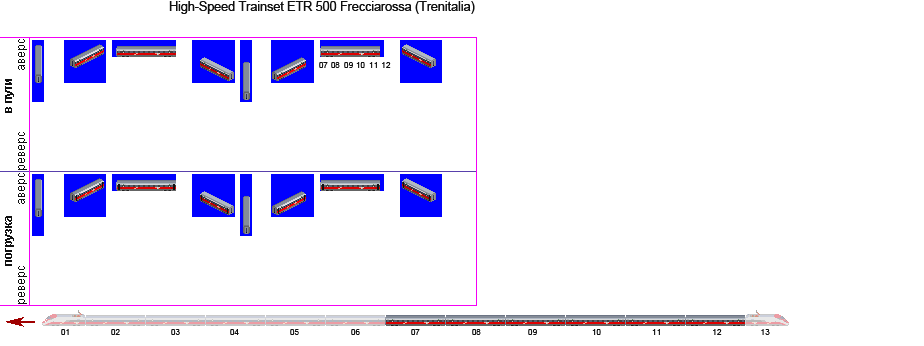 High-Speed Trainset ETR 500 Frecciarossa (Trenitalia)
в пути
аверс
07 08 09 10 11 12
реверс
погрузка
аверс
реверс
01 02 03 04 05 06 07 08 09 10 11 12 13